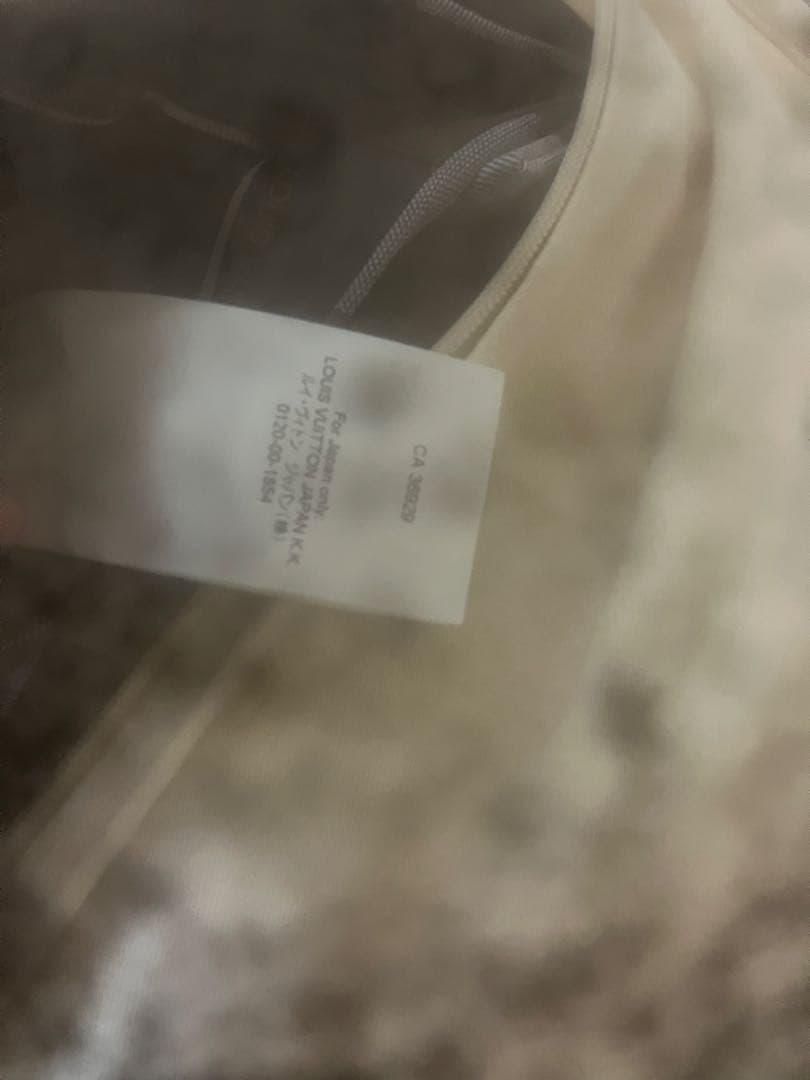 CA 36929
For Japan only:
LOUIS VUITTON JAPAN K.K.
ルイ・ヴィトン ジャパン(株)
0120-00-1854